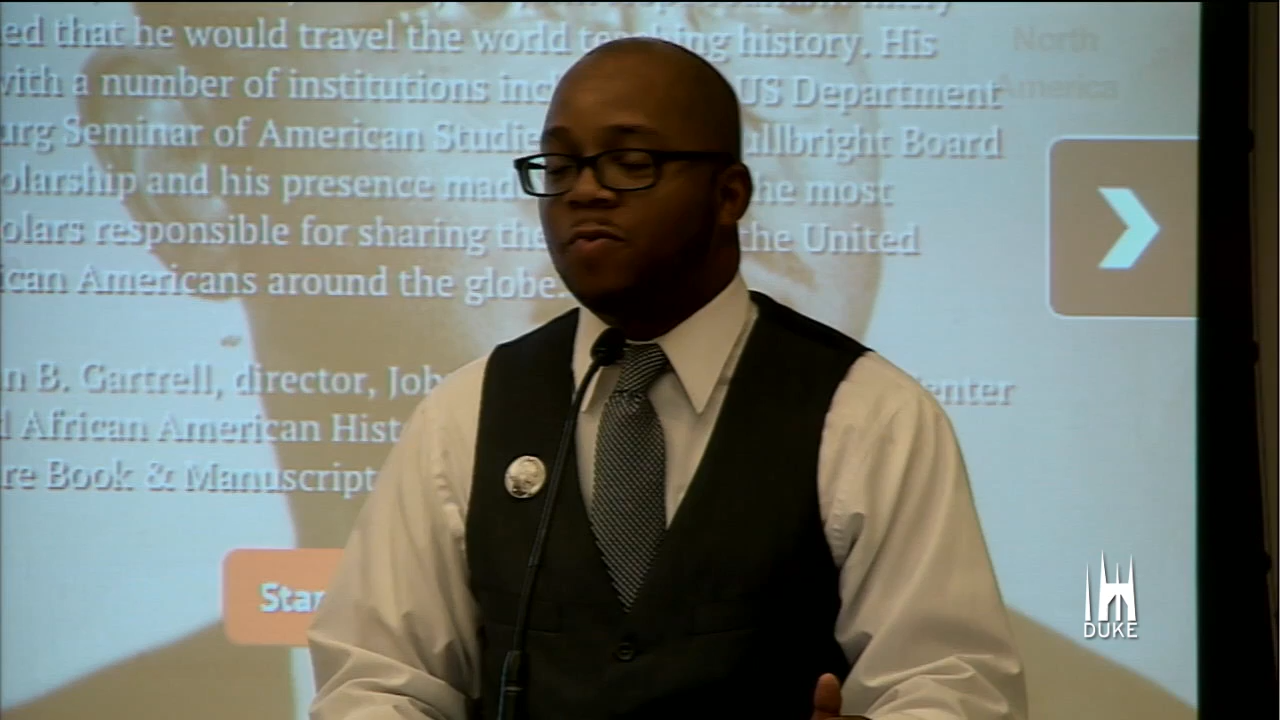 ed that he would travel the world teaching history. His
North
with a number of institutions inc US Department
America
urg Seminar of American Studie ullbright Board
olarship and his presence mad he most
olars responsible for sharing the the United
ican Americans around the globe.
n B. Gartrell, director, Joh enter
d African American Hist
re Book & Manuscript
Star
DUKE